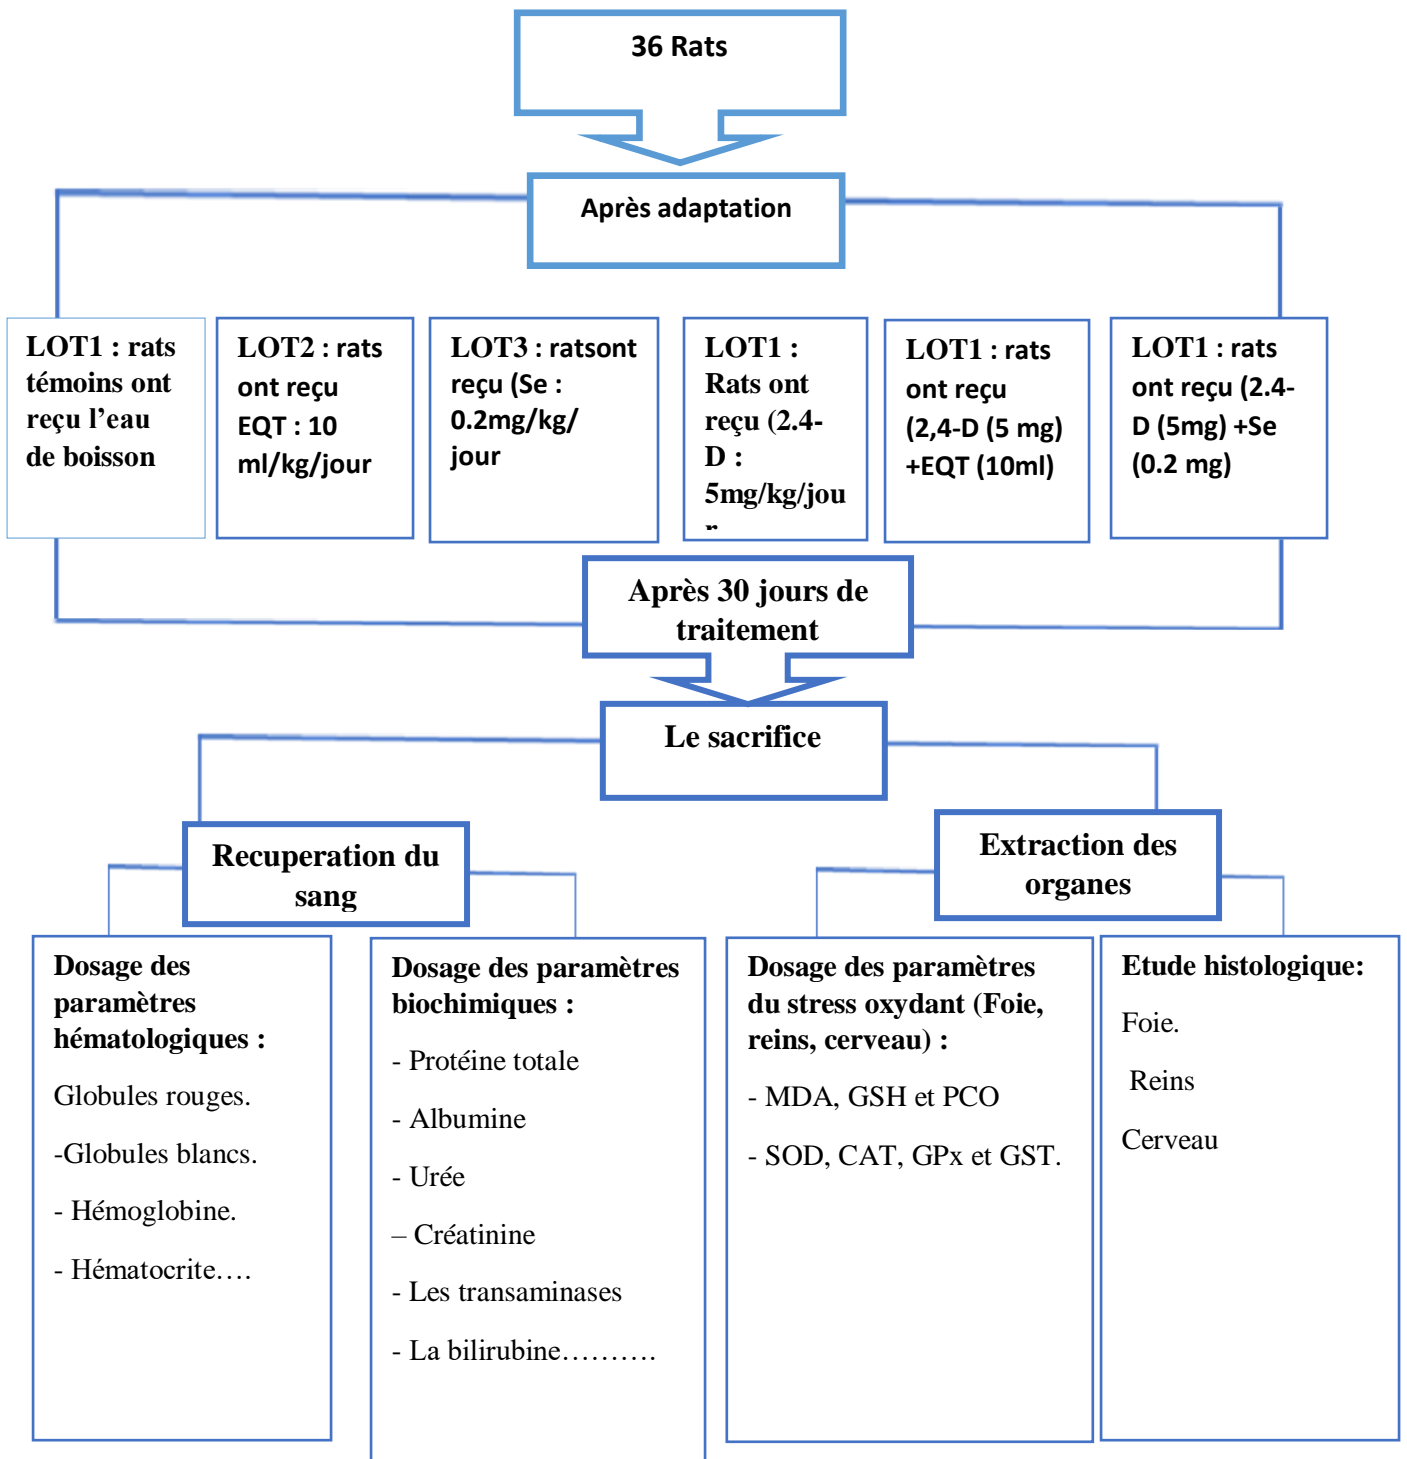 36 Rats
Après adaptation
LOT1 : rats
témoins ont
reçu l’eau
de boisson
LOT2 : rats
ont reçu
EQT : 10
ml/kg/jour
LOT3 : ratsont
reçu (Se :
0.2mg/kg/
jour
LOT1 :
Rats ont
reçu (2.4-
D :
5mg/kg/jou
r
LOT1 : rats
ont reçu
(2,4-D (5 mg)
+EQT (10ml)
LOT1 : rats
ont reçu (2.4-
D (5mg) +Se
(0.2 mg)
Après 30 jours de
traitement
Le sacrifice
Recuperation du
sang
Extraction des
organes
Dosage des
paramètres
hématologiques :
Globules rouges.
-Globules blancs.
- Hémoglobine.
- Hématocrite….
Dosage des paramètres
biochimiques :
- Protéine totale
- Albumine
- Urée
– Créatinine
- Les transaminases
- La bilirubine……….
Dosage des paramètres
du stress oxydant (Foie,
reins, cerveau) :
- MDA, GSH et PCO
- SOD, CAT, GPx et GST.
Etude histologique:
Foie.
Reins
Cerveau